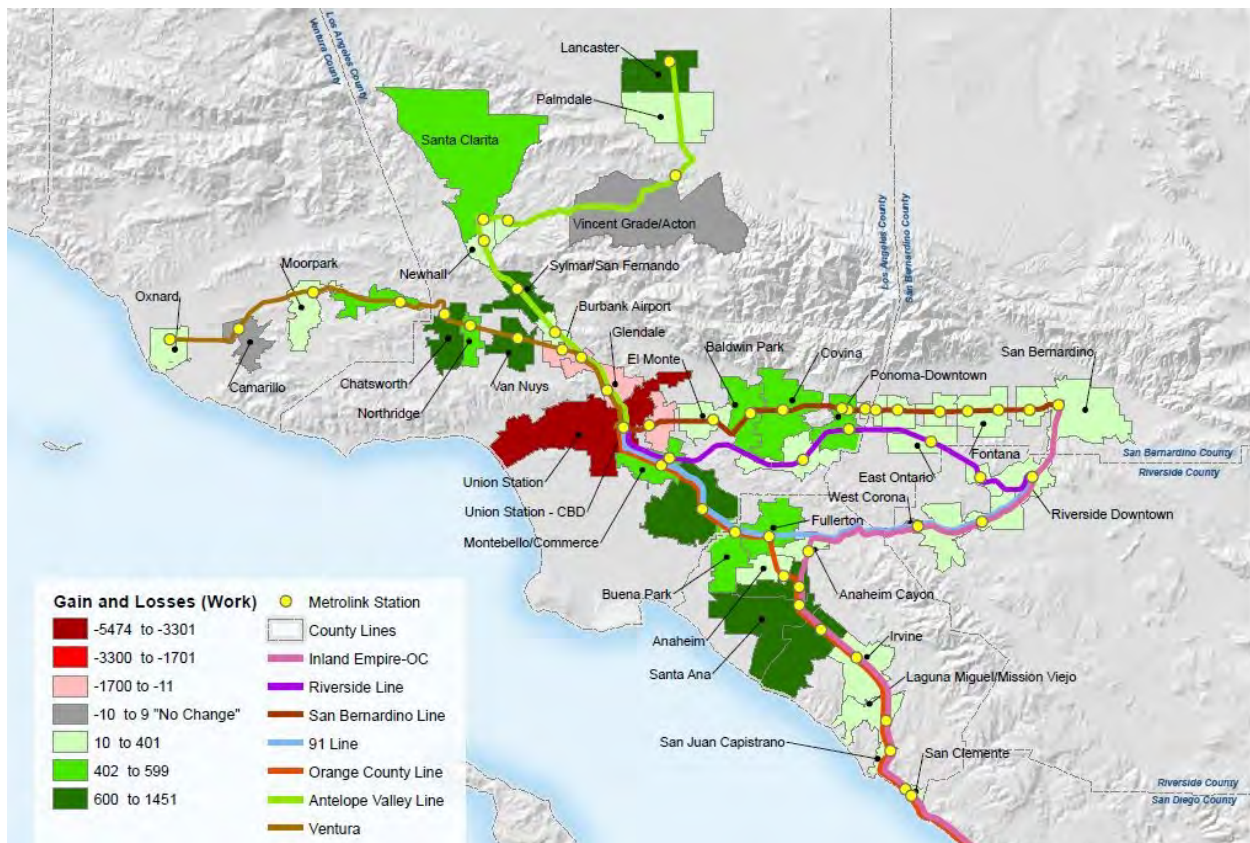 Los Angeles County
Ventura County
Lancaster
Palmdale
Santa Clarita
Los Angeles County
San Bernardino County
Vincent Grade/Acton
Newhall
Sylmar/San Fernando
Moorpark
Oxnard
Burbank Airport
Glendale
Baldwin Park
Covina
El Monte
San Bernardino
Ponoma-Downtown
Camarillo
Chatsworth
Van Nuys
Northridge
Fontana
San Bernardino County
Riverside County
East Ontario
Union Station
West Corona
Union Station - CBD
Riverside Downtown
Fullerton
Montebello/Commerce
Buena Park
Anaheim Cayon
Anaheim
Irvine
Santa Ana
Laguna Miguel/Mission Viejo
San Juan Capistrano
San Clemente
Riverside County
San Diego County
Gain and Losses (Work)
-5474 to -3301
-3300 to -1701
-1700 to -11
-10 to 9 "No Change"
10 to 401
402 to 599
600 to 1451
Metrolink Station
County Lines
Inland Empire-OC
Riverside Line
San Bernardino Line
91 Line
Orange County Line
Antelope Valley Line
Ventura